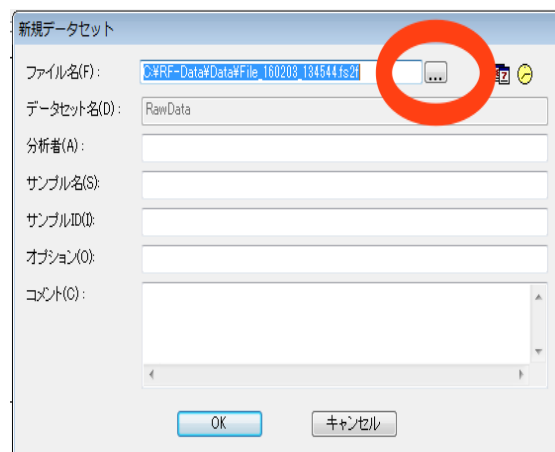 新規データセット
ファイル名(F): C:¥RF-Data¥Data¥File_160203_134544.fs2f ...
データセット名(D): RawData
分析者(A):
サンプル名(S):
サンプルID(I):
オプション(O):
コメント(C):
OK キャンセル